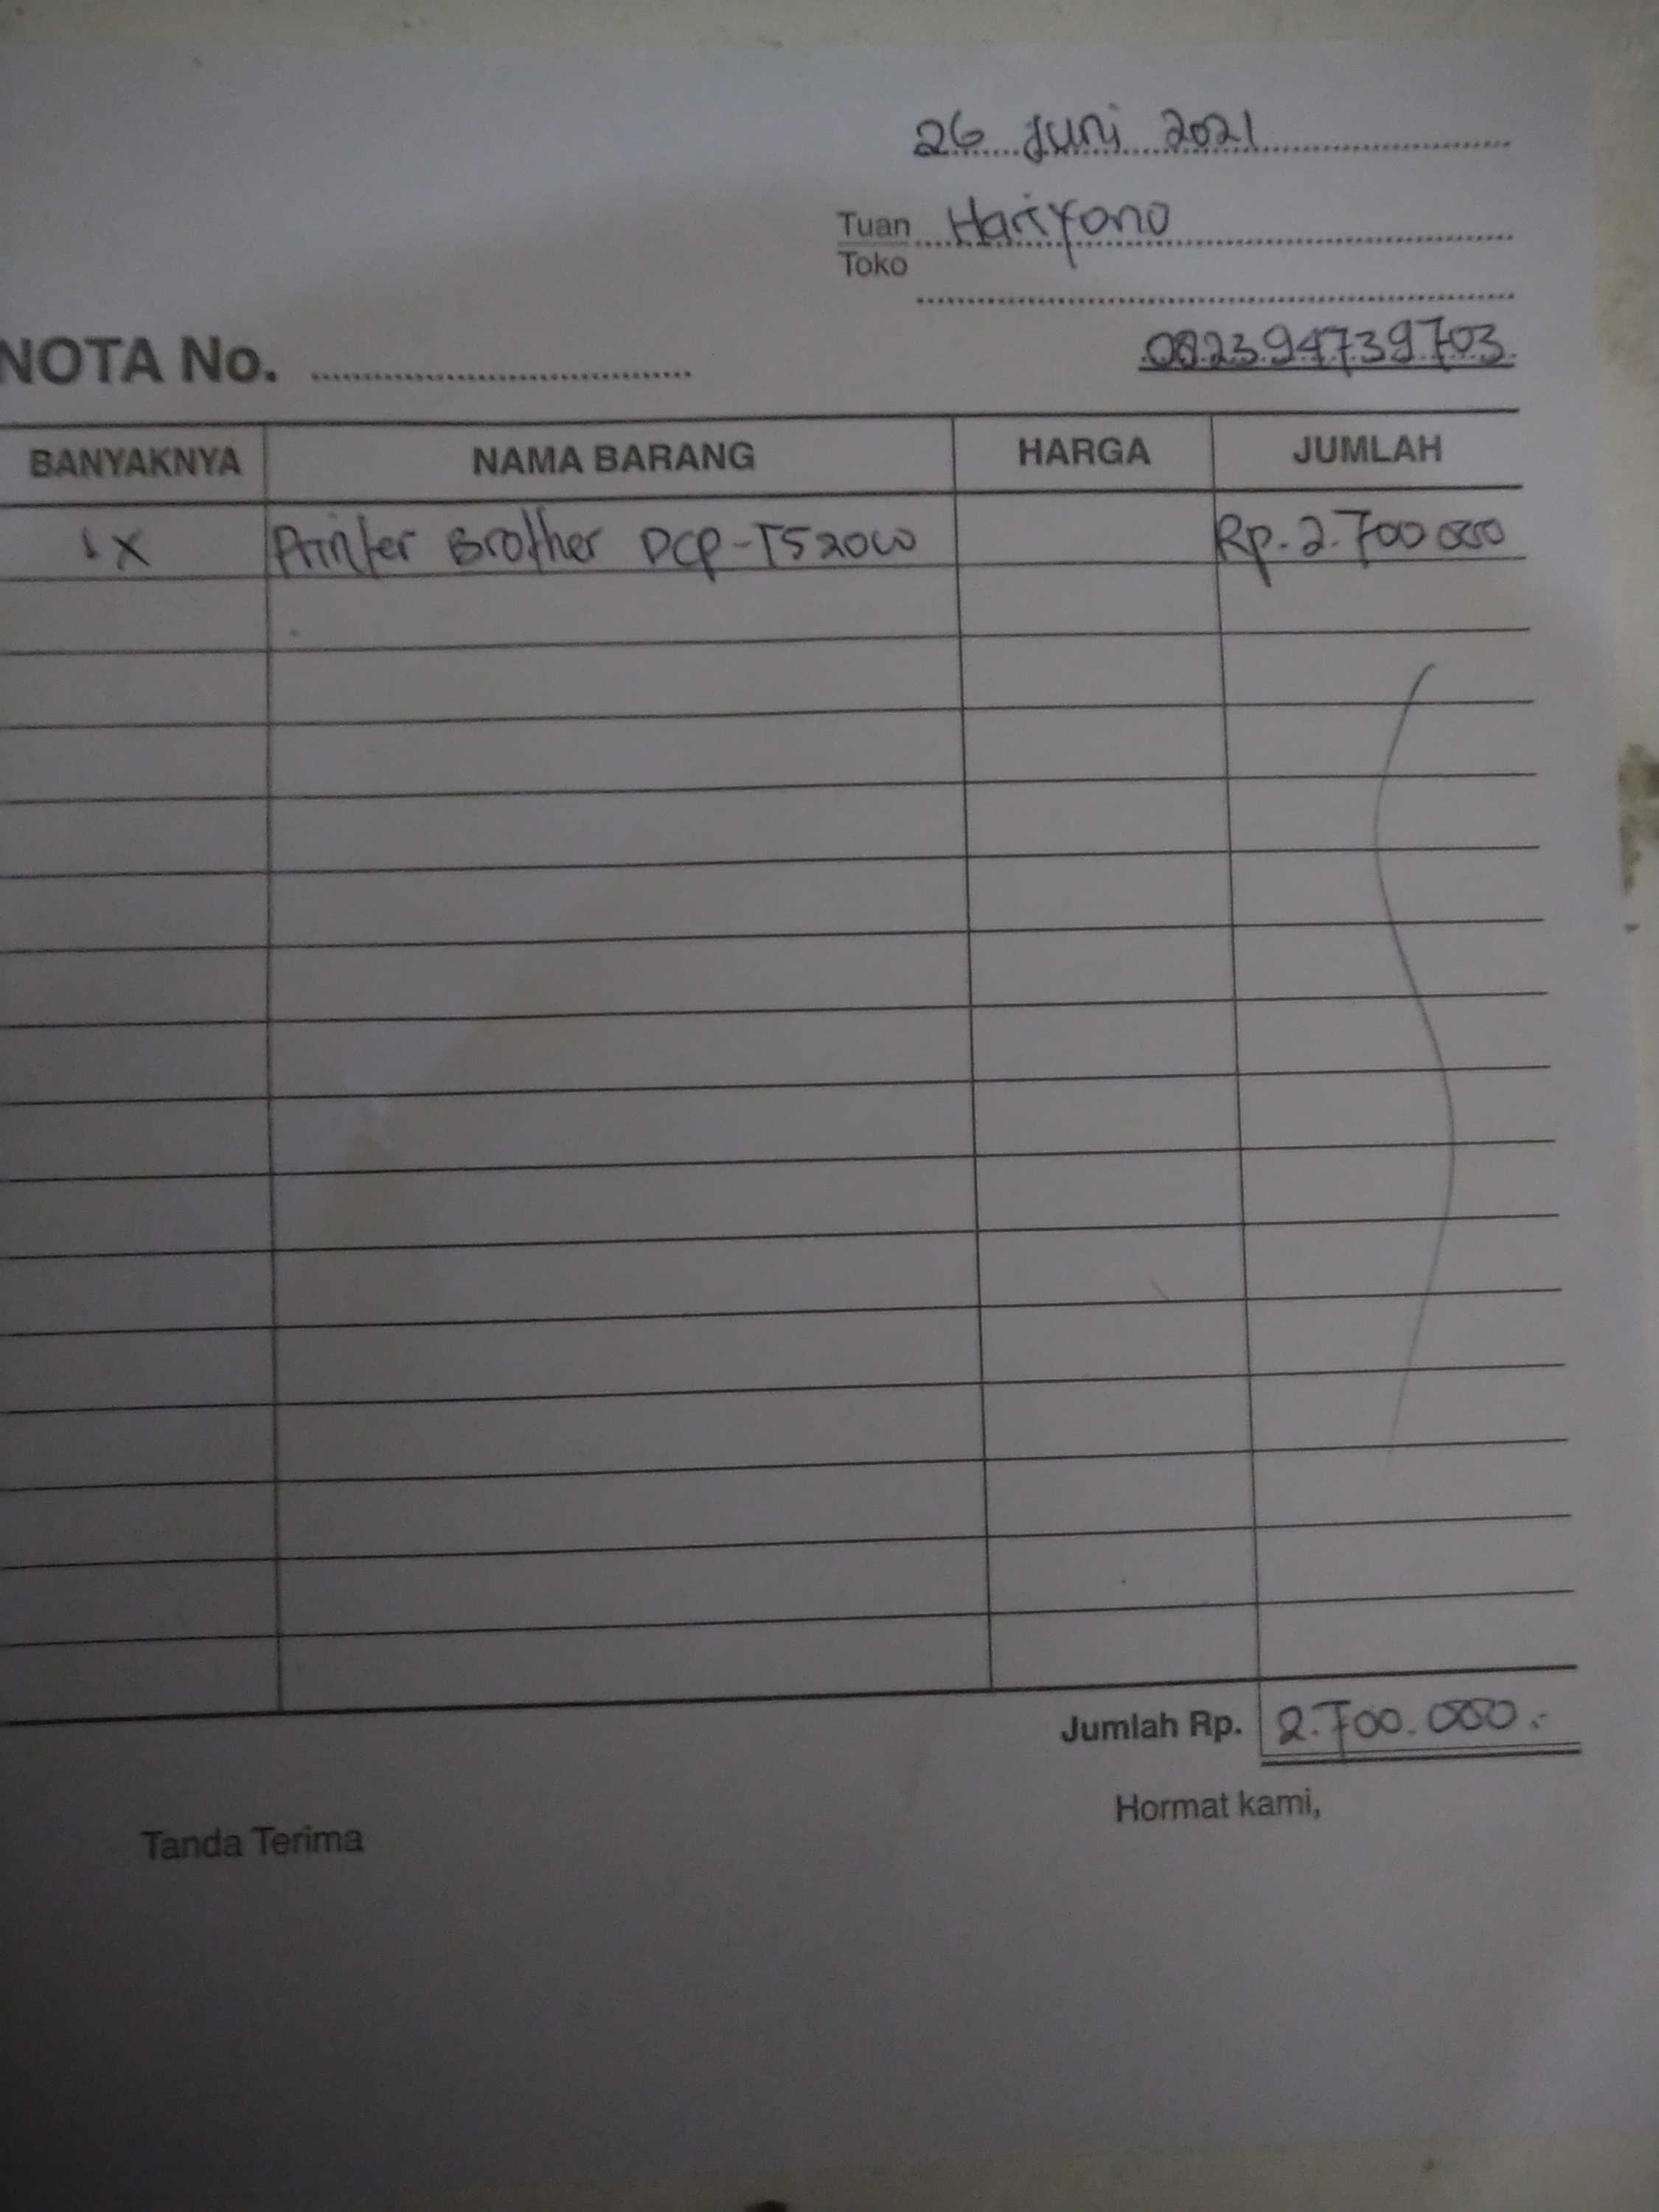 26 Juni 2021
Tuan Hariyono
Toko
082394739703
NOTA No.
BANYAKNYA NAMA BARANG HARGA JUMLAH
1 X Printer Brother DCP-T520W Rp. 2.700 000
Jumlah Rp. 2.700.000.-
Hormat kami,
Tanda Terima